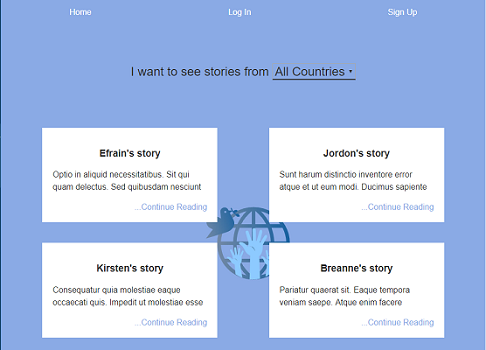 Home Log In Sign Up
I want to see stories from All Countries
Efrain's story
Optio in aliquid necessitatibus. Sit qui
quam delectus. Sed quibusdam nesciunt
...Continue Reading
Jordon's story
Sunt harum distinctio inventore error
atque et ut eum modi. Ducimus sapiente
...Continue Reading
Kirsten's story
Consequatur quia molestiae eaque
occaecati quis. Impedit ut molestiae esse
...Continue Reading
Breanne's story
Pariatur quaerat sit. Eaque tempora
veniam saepe. Atque enim facere
...Continue Reading